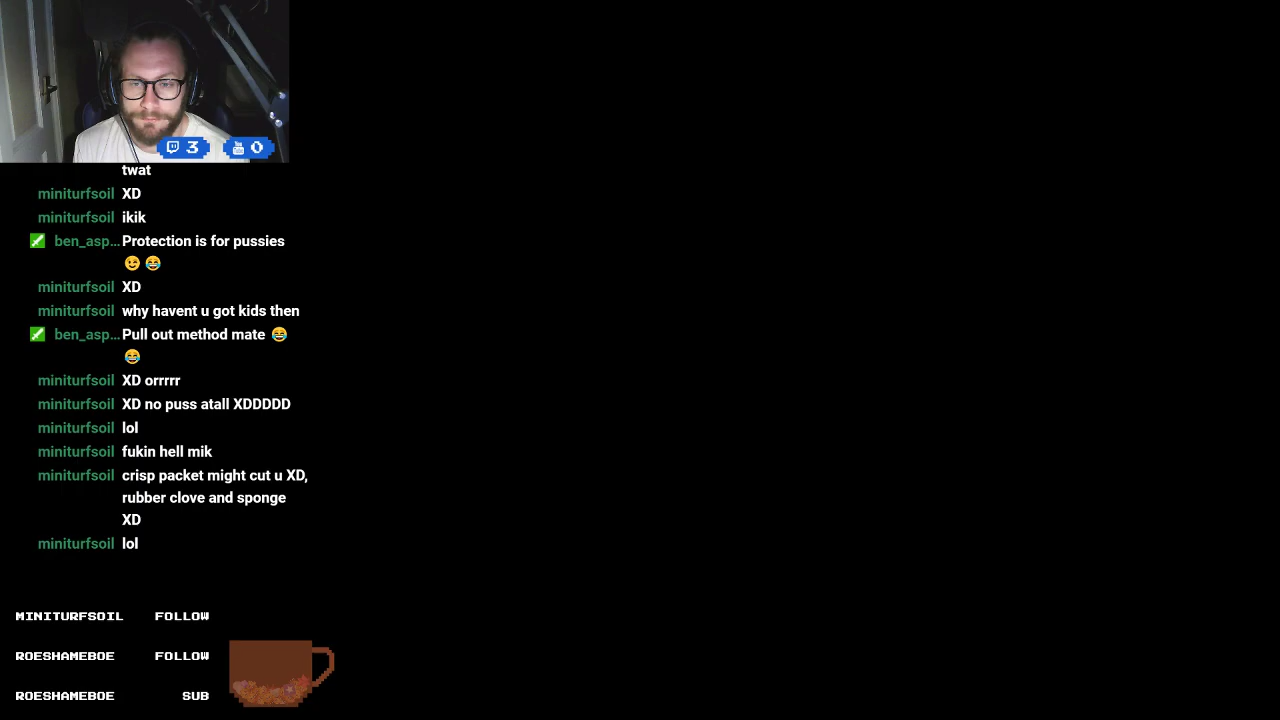 3 0
twat
miniturfsoil XD
miniturfsoil ikik
ben_asp... Protection is for pussies
😉 😂
miniturfsoil XD
miniturfsoil why havent u got kids then
ben_asp... Pull out method mate 😂
😂
miniturfsoil XD orrrrr
miniturfsoil XD no puss atall XDDDDD
miniturfsoil lol
miniturfsoil fukin hell mik
miniturfsoil crisp packet might cut u XD,
rubber clove and sponge
XD
miniturfsoil lol
MINITURFSOIL FOLLOW
ROESHAMEBOE FOLLOW
ROESHAMEBOE SUB